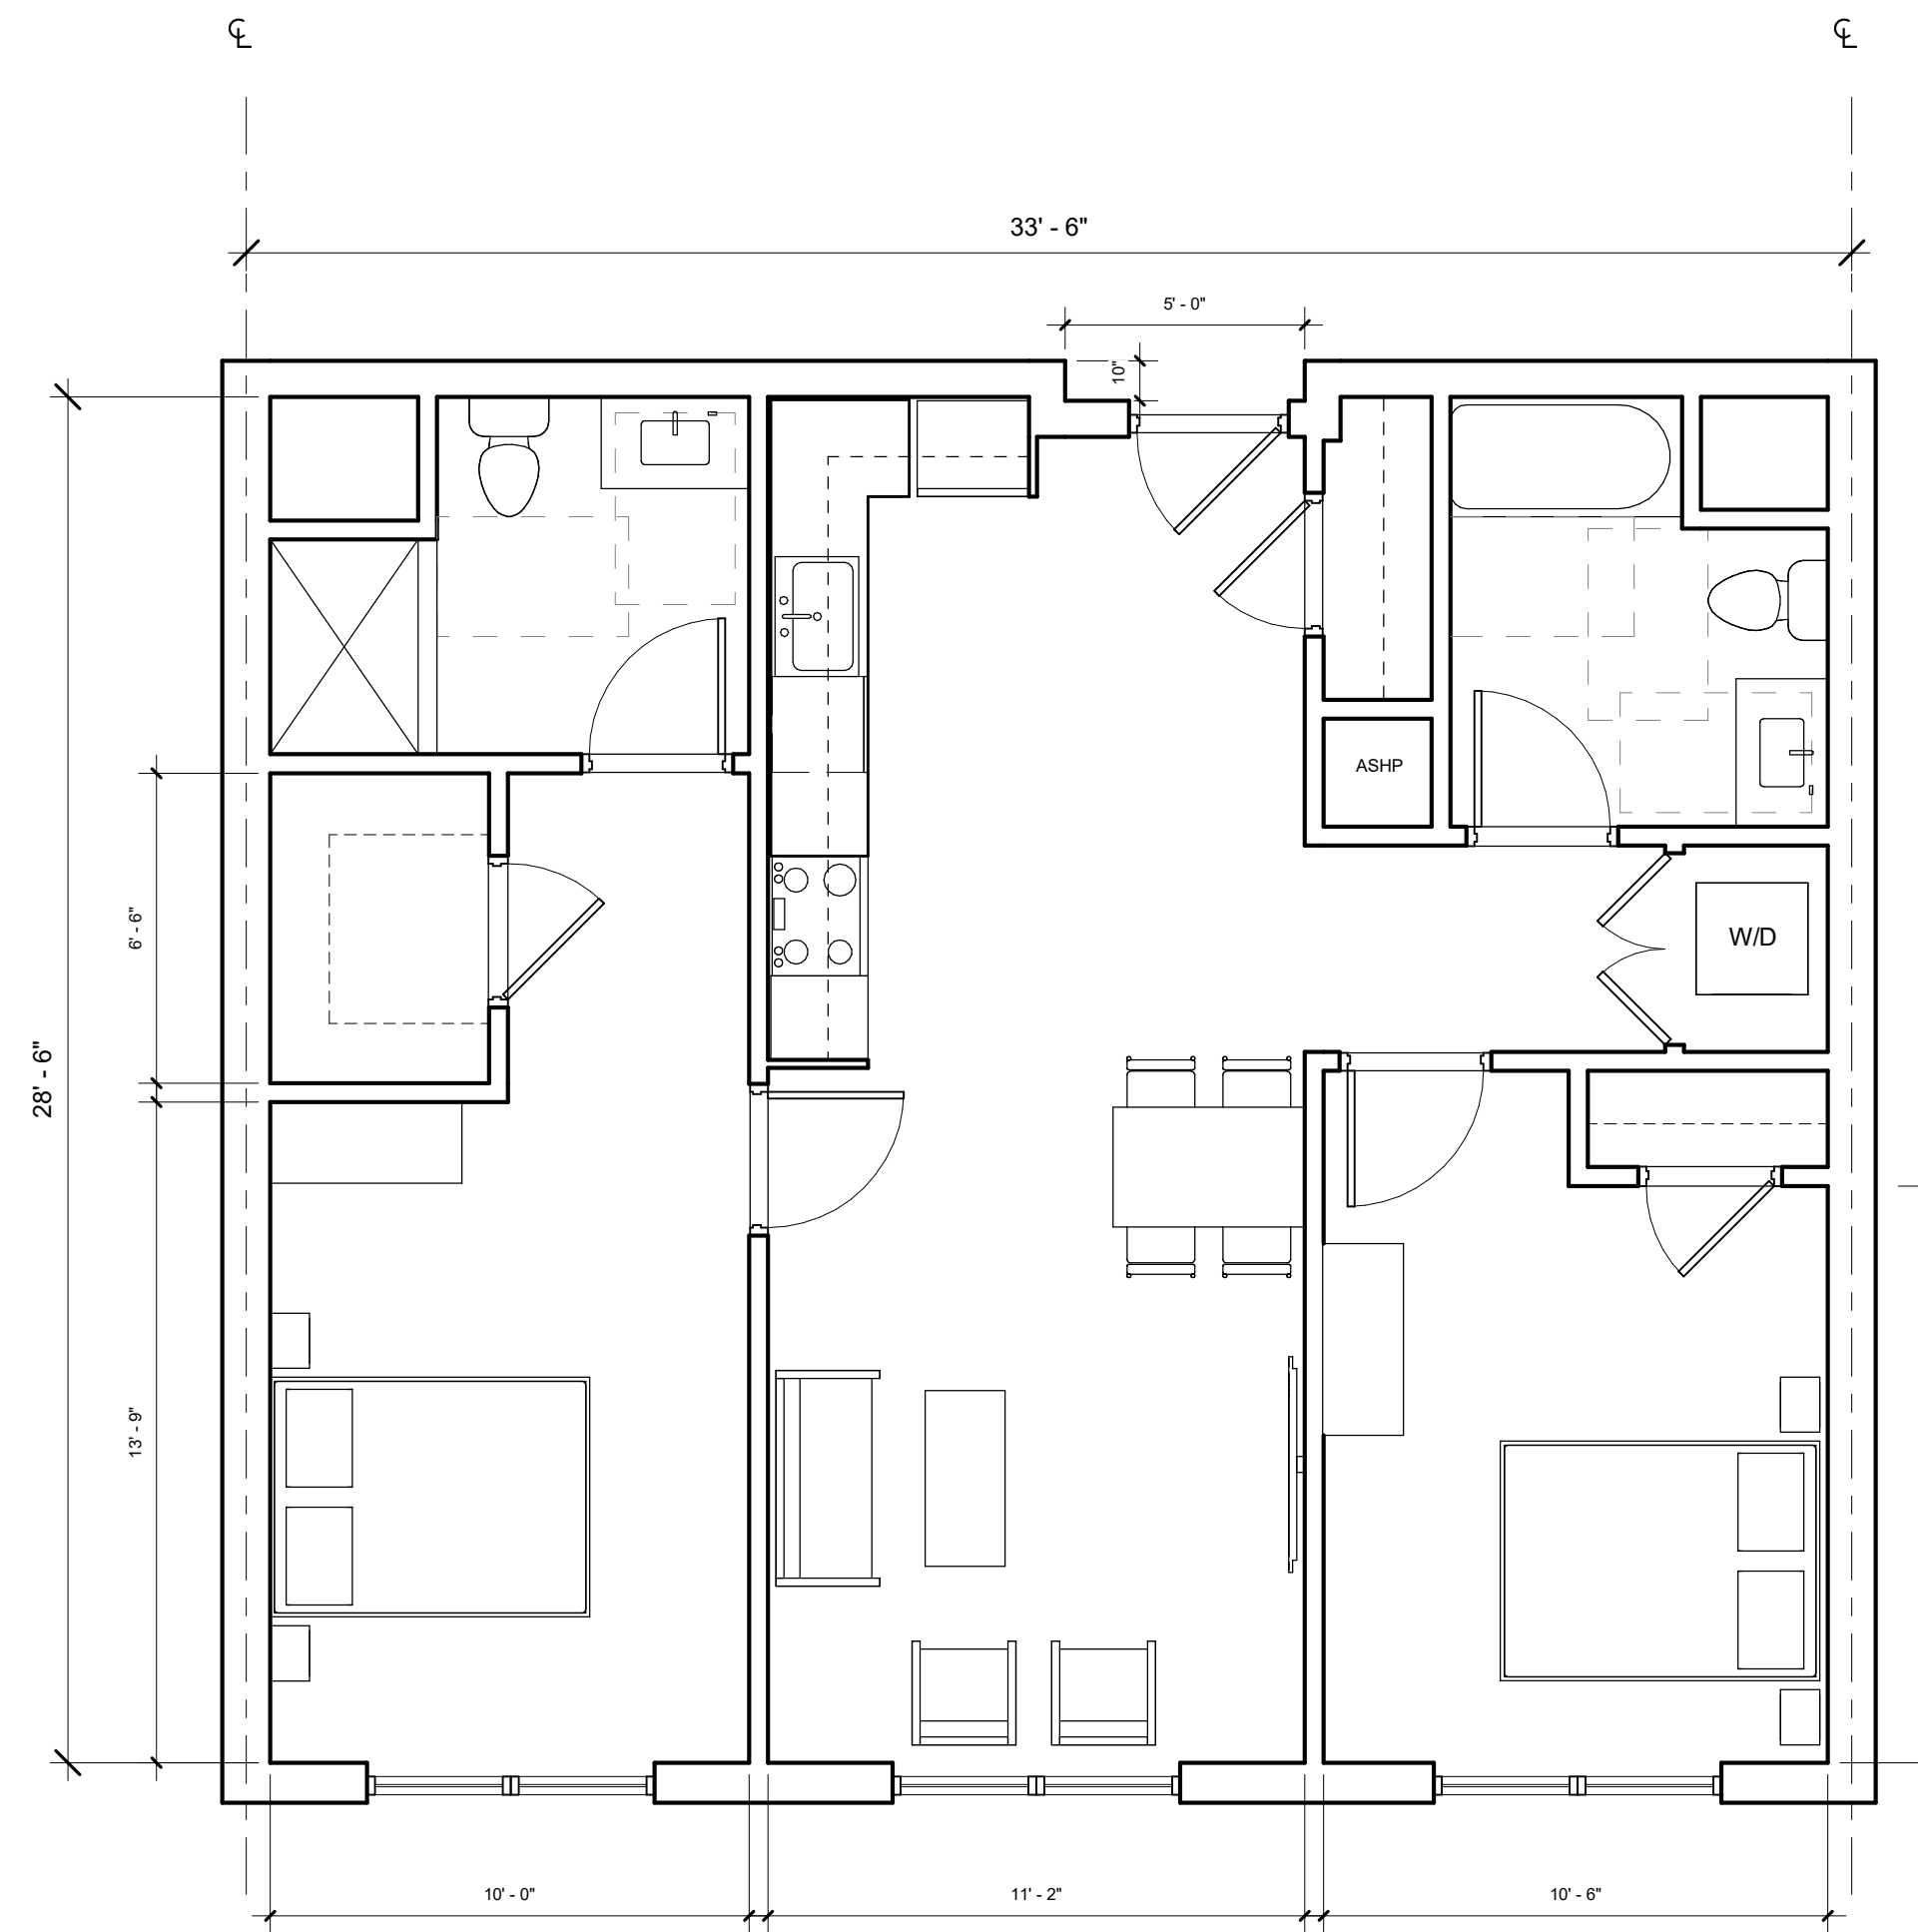 ℄
℄
33' - 6"
5' - 0"
10"
ASHP
W/D
6' - 6"
28' - 6"
13' - 9"
10' - 0"
11' - 2"
10' - 6"